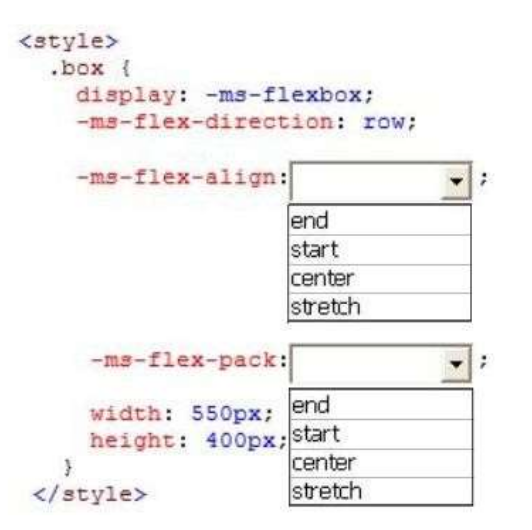 <style>
.box {
display: -ms-flexbox;
-ms-flex-direction: row;
-ms-flex-align: ;
end
start
center
stretch
-ms-flex-pack: ;
end
start
center
stretch
width: 550px;
height: 400px;
}
</style>